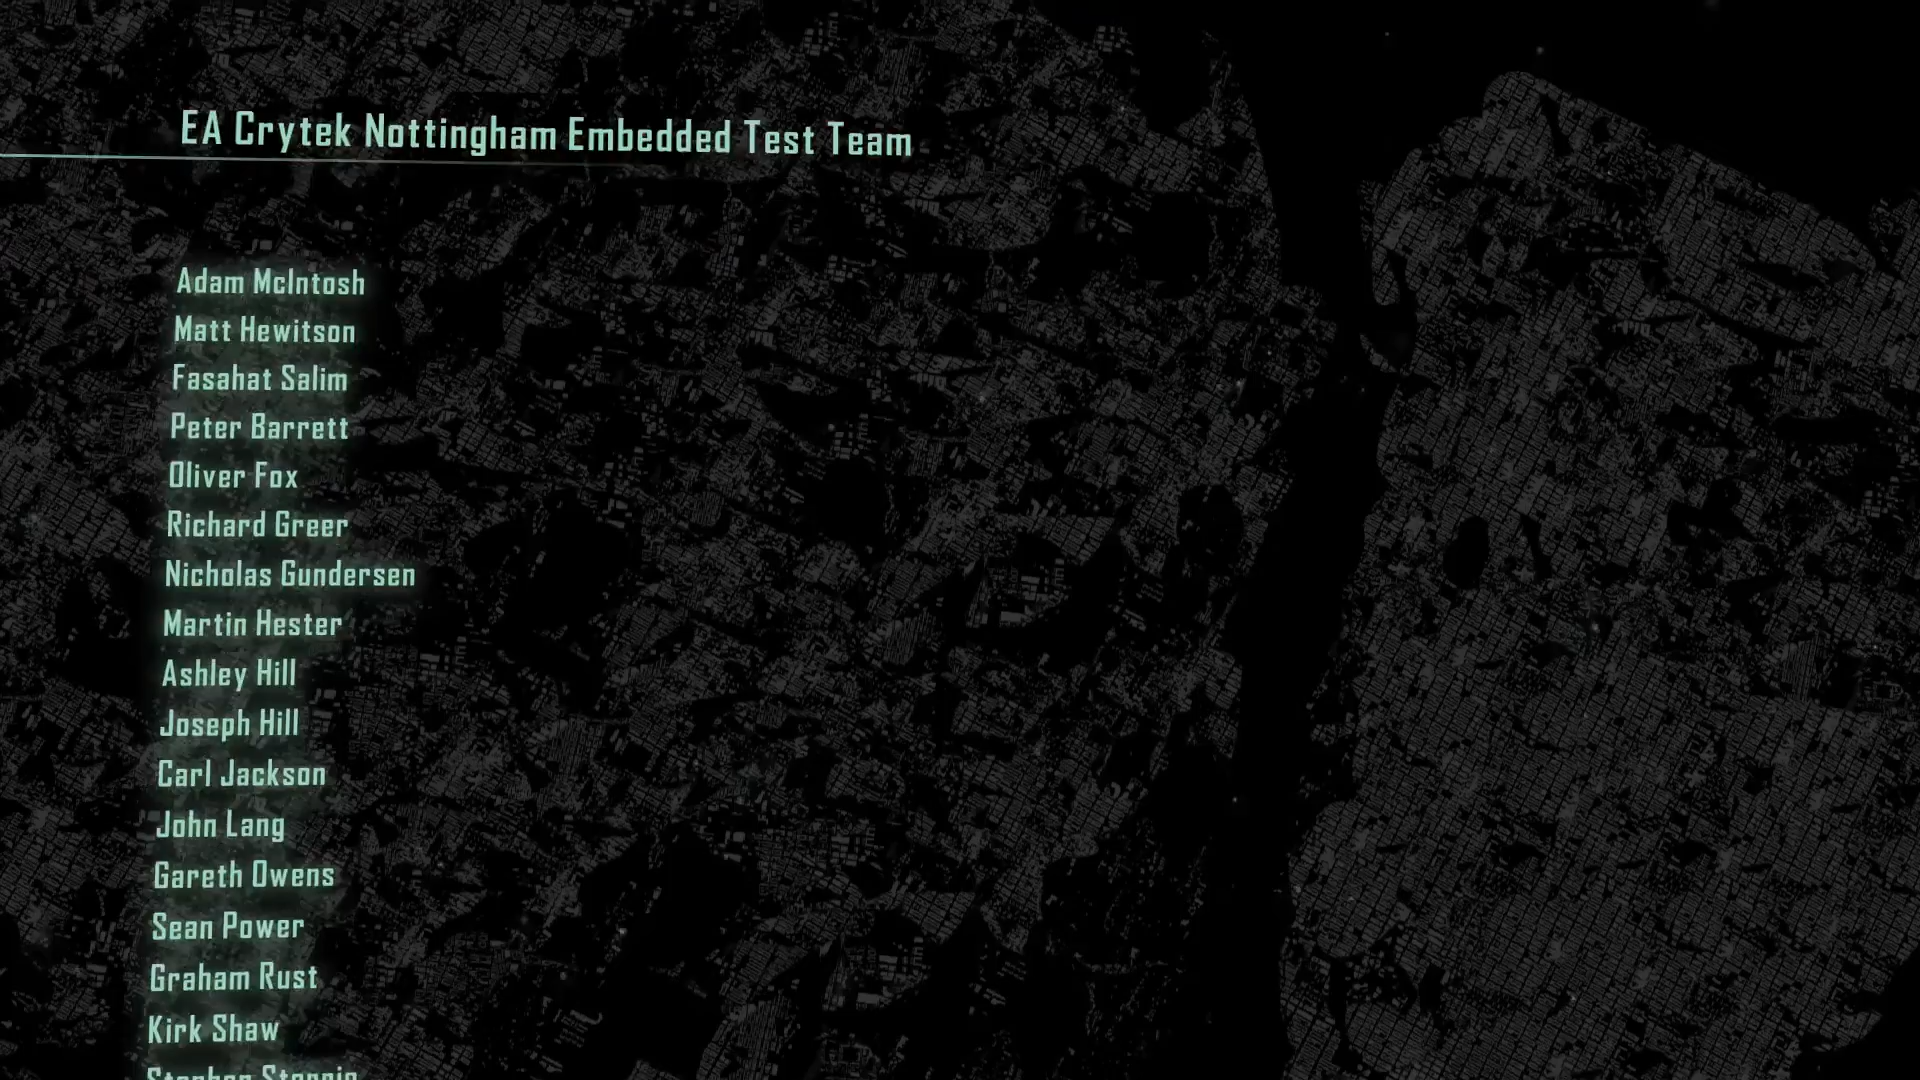 EA Crytek Nottingham Embedded Test Team
Adam McIntosh
Matt Hewitson
Fasahat Salim
Peter Barrett
Oliver Fox
Richard Greer
Nicholas Gundersen
Martin Hester
Ashley Hill
Joseph Hill
Carl Jackson
John Lang
Gareth Owens
Sean Power
Graham Rust
Kirk Shaw